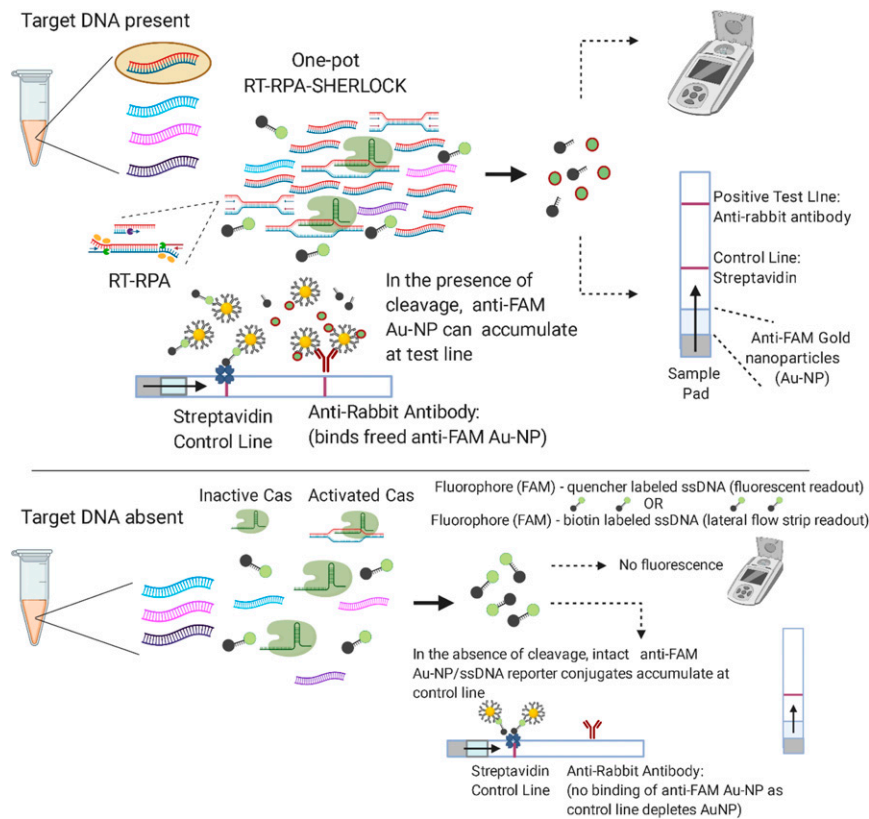 Target DNA present
One-pot
RT-RPA-SHERLOCK
RT-RPA
In the presence of
cleavage, anti-FAM
Au-NP can accumulate
at test line
Streptavidin
Control Line
Anti-Rabbit Antibody:
(binds freed anti-FAM Au-NP)
Positive Test LIne:
Anti-rabbit antibody
Control Line:
Streptavidin
Anti-FAM Gold
nanoparticles
(Au-NP)
Sample
Pad
Target DNA absent
Inactive Cas
Activated Cas
Fluorophore (FAM) - quencher labeled ssDNA (fluorescent readout)
OR
Fluorophore (FAM) - biotin labeled ssDNA (lateral flow strip readout)
No fluorescence
In the absence of cleavage, intact anti-FAM
Au-NP/ssDNA reporter conjugates accumulate at
control line
Streptavidin
Control Line
Anti-Rabbit Antibody:
(no binding of anti-FAM Au-NP as
control line depletes AuNP)